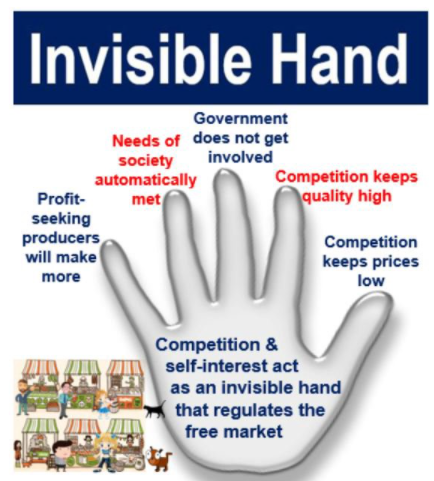 Invisible Hand
Government
does not get
involved
Needs of
society
automatically
met
Competition keeps
quality high
Profit-
seeking
producers
will make
more
Competition
keeps prices
low
Competition &
self-interest act
as an invisible hand
that regulates the
free market